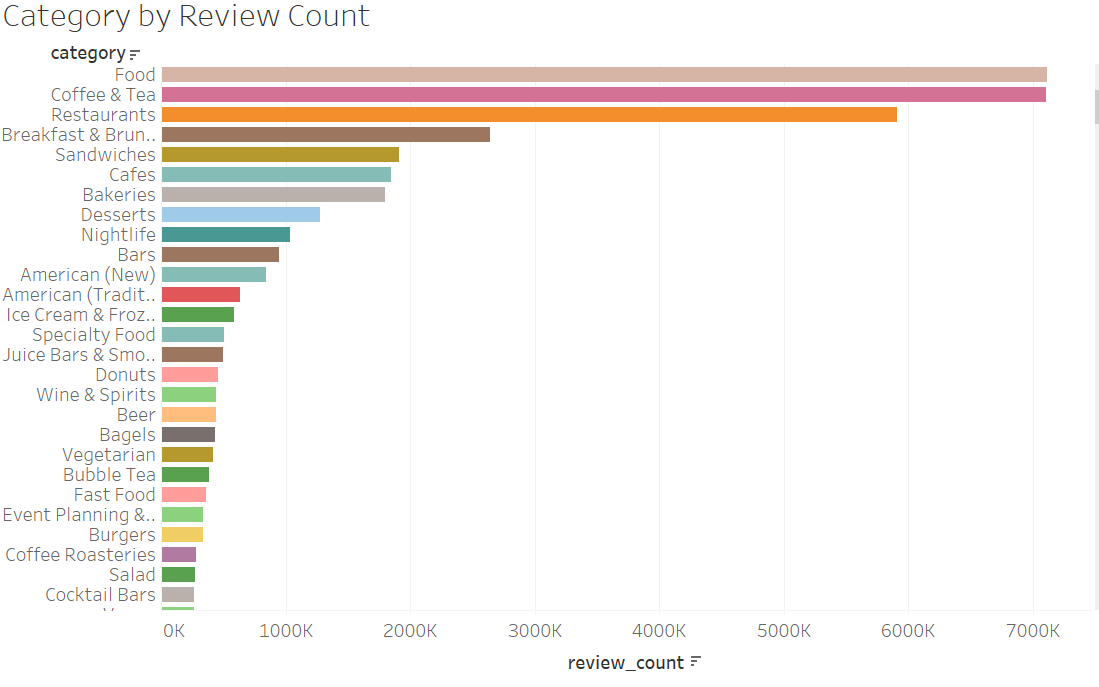 Category by Review Count
category
Food
Coffee & Tea
Restaurants
Breakfast & Brun..
Sandwiches
Cafes
Bakeries
Desserts
Nightlife
Bars
American (New)
American (Tradit..
Ice Cream & Froz..
Specialty Food
Juice Bars & Smo..
Donuts
Wine & Spirits
Beer
Bagels
Vegetarian
Bubble Tea
Fast Food
Event Planning &..
Burgers
Coffee Roasteries
Salad
Cocktail Bars
0K 1000K 2000K 3000K 4000K 5000K 6000K 7000K
review_count